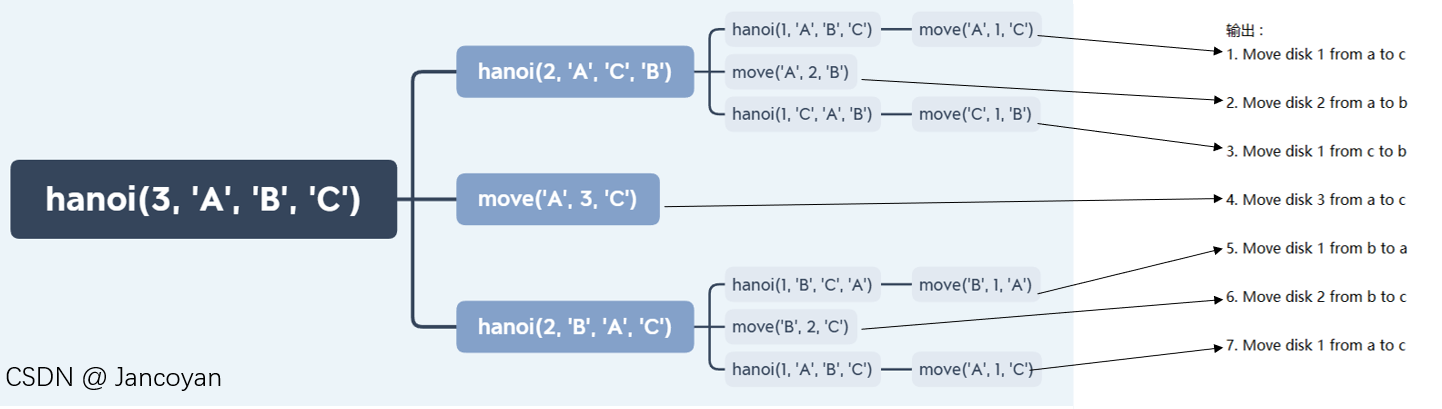 hanoi(3, 'A', 'B', 'C')
hanoi(2, 'A', 'C', 'B')
hanoi(1, 'A', 'B', 'C')
move('A', 1, 'C')
move('A', 2, 'B')
hanoi(1, 'C', 'A', 'B')
move('C', 1, 'B')
move('A', 3, 'C')
hanoi(2, 'B', 'A', 'C')
hanoi(1, 'B', 'C', 'A')
move('B', 1, 'A')
move('B', 2, 'C')
hanoi(1, 'A', 'B', 'C')
move('A', 1, 'C')
输出：
1. Move disk 1 from a to c
2. Move disk 2 from a to b
3. Move disk 1 from c to b
4. Move disk 3 from a to c
5. Move disk 1 from b to a
6. Move disk 2 from b to c
7. Move disk 1 from a to c
CSDN @ Jancoyan